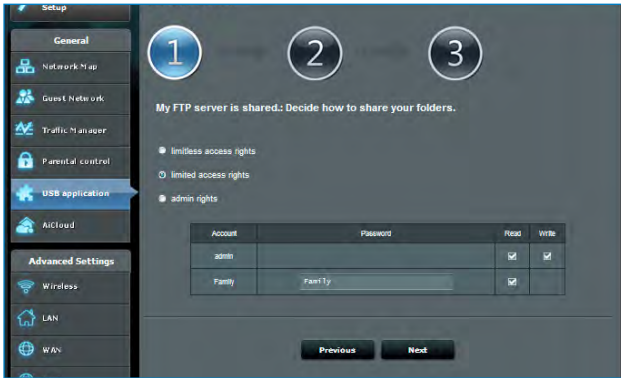 Setup
General
Network Map
Guest Network
Traffic Manager
Parental control
USB application
AiCloud
Advanced Settings
Wireless
LAN
WAN
1
2
3
My FTP server is shared.: Decide how to share your folders.
limitless access rights
limited access rights
admin rights
Account Password Read Write
admin
Family Family
Previous Next